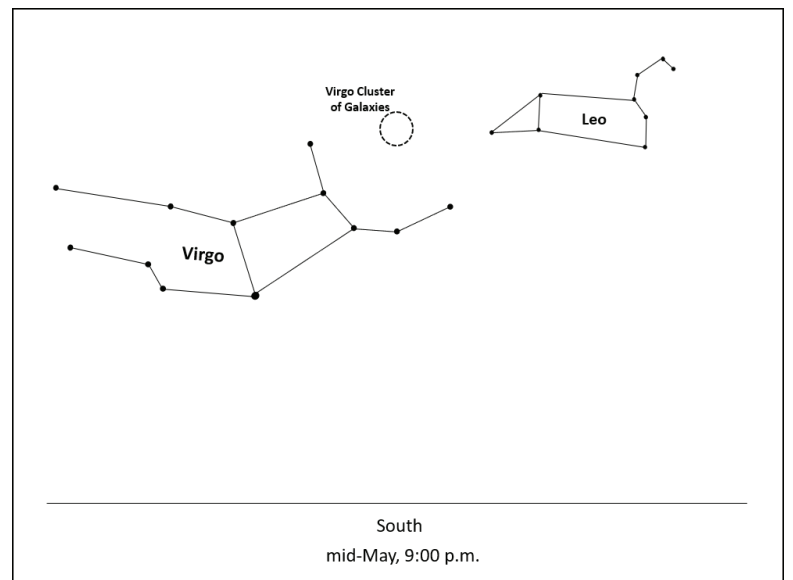 Virgo Cluster
of Galaxies
Leo
Virgo
South
mid-May, 9:00 p.m.